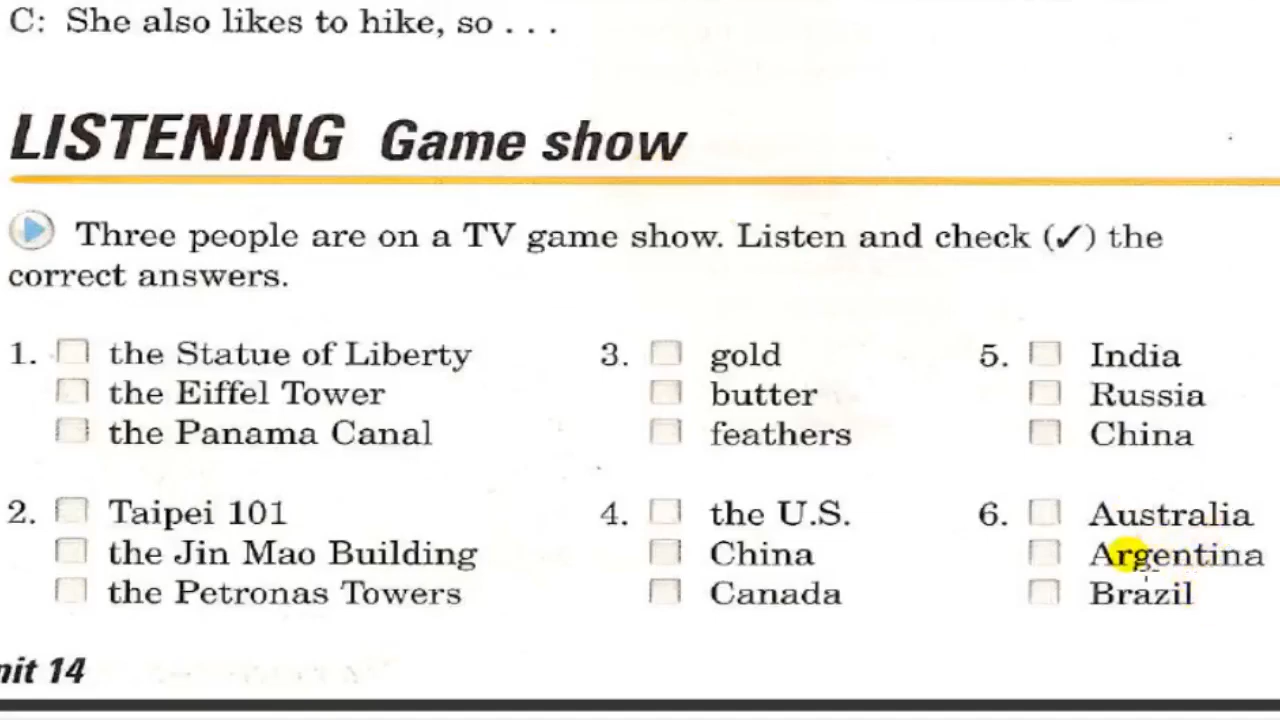 C: She also likes to hike, so . . .
LISTENING Game show
Three people are on a TV game show. Listen and check (✓) the
correct answers.
1. the Statue of Liberty
the Eiffel Tower
the Panama Canal
2. Taipei 101
the Jin Mao Building
the Petronas Towers
3. gold
butter
feathers
4. the U.S.
China
Canada
5. India
Russia
China
6. Australia
Argentina
Brazil
nit 14